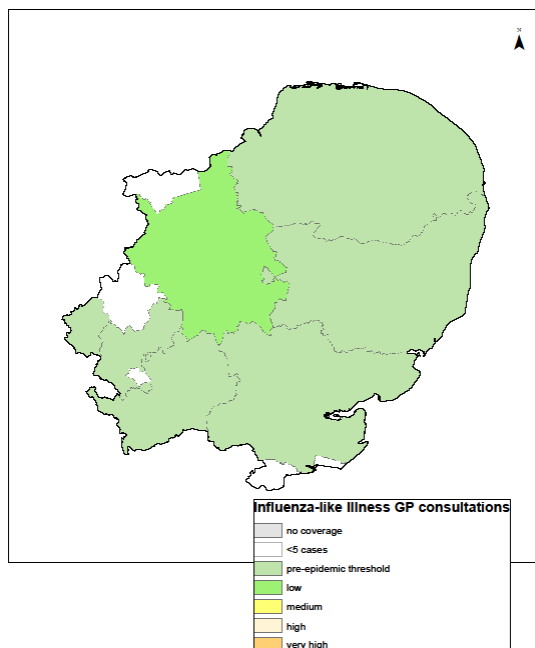 N
Influenza-like Illness GP consultations
no coverage
<5 cases
pre-epidemic threshold
low
medium
high
very high